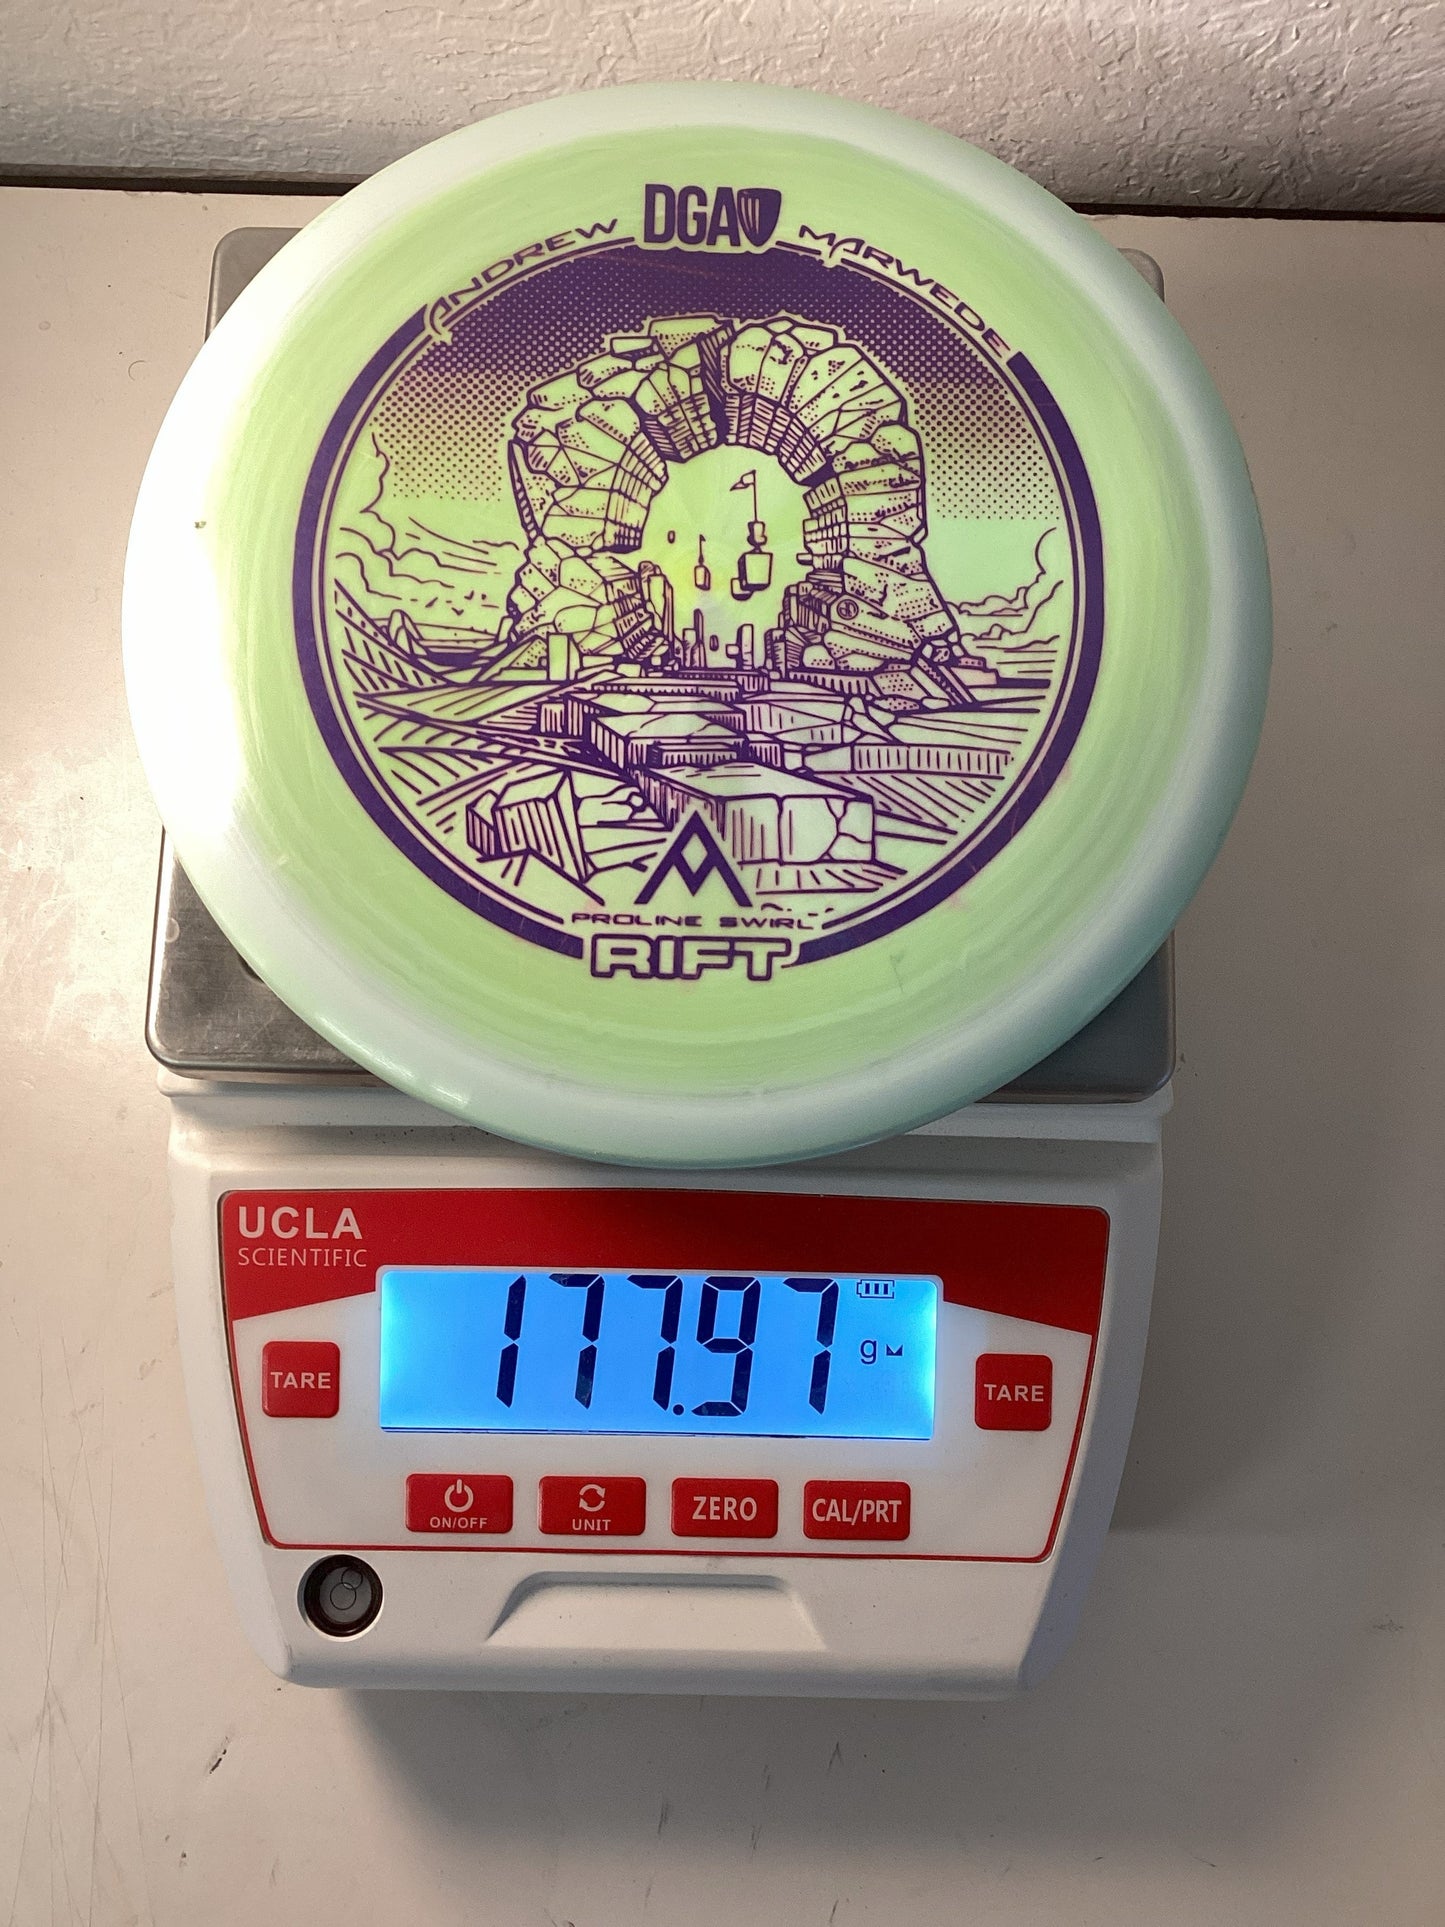 DGA
ANDREW MARWEDE
PROLINE SWIRL
RIFT
UCLA
SCIENTIFIC
177.97 g
TARE
TARE
ON/OFF
UNIT
ZERO
CAL/PRT